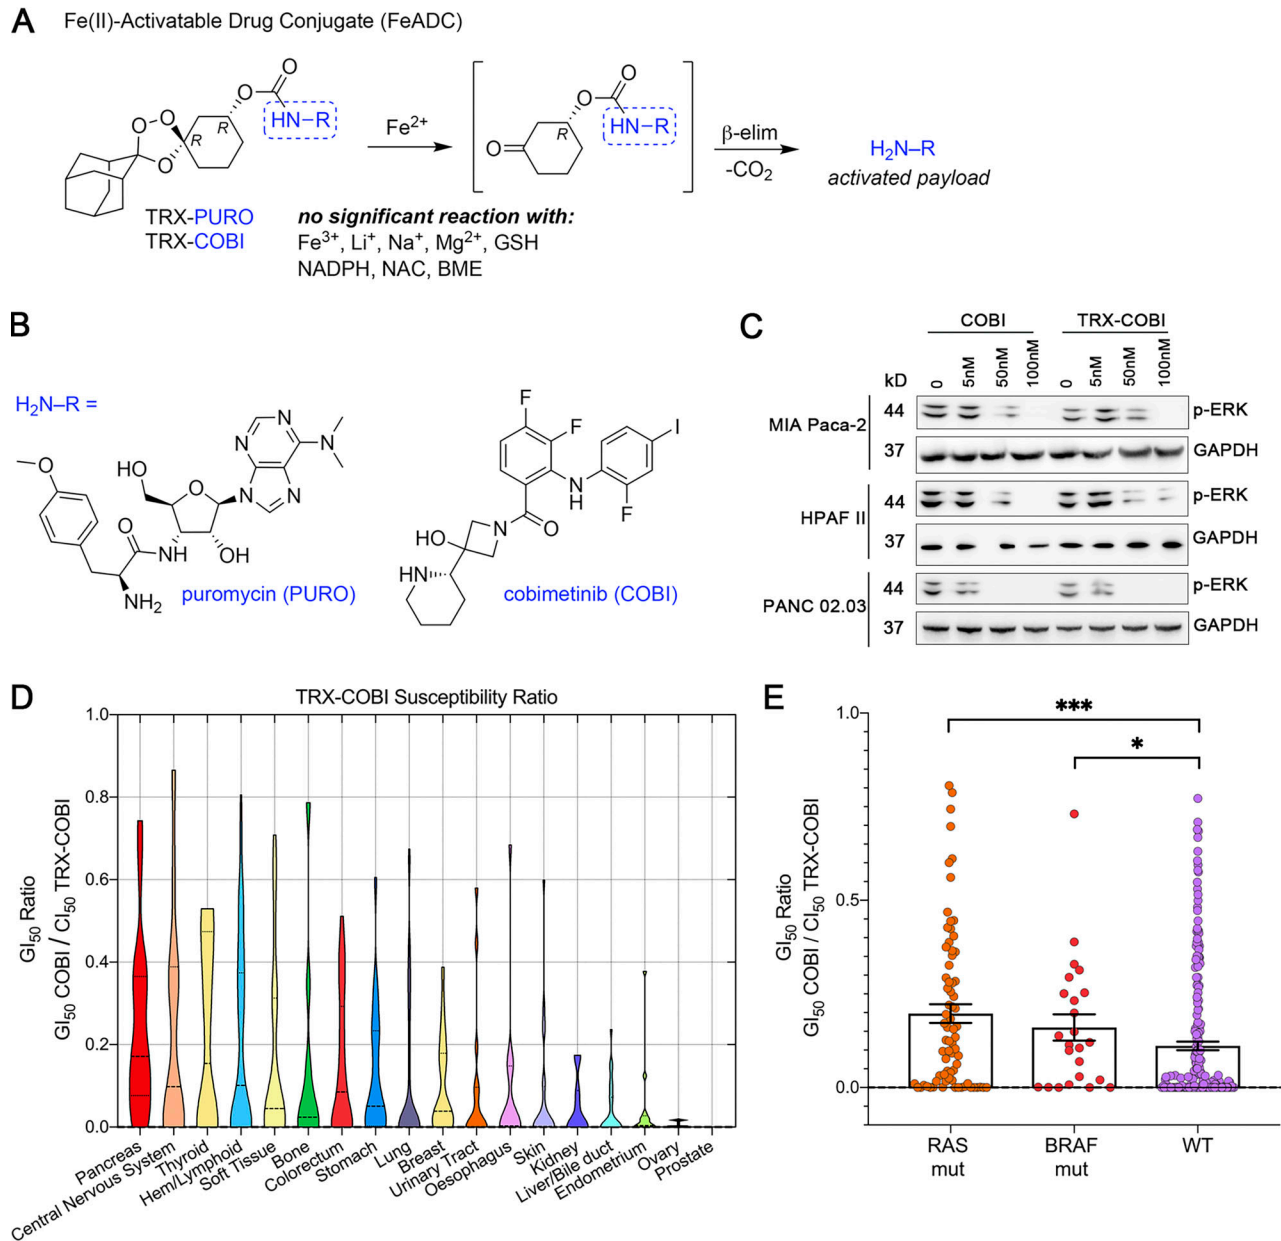 A Fe(II)-Activatable Drug Conjugate (FeADC)
O
O
HN–R
O–O
R
R
O
Fe²⁺
O
O
HN–R
R
O
β-elim
-CO₂
H₂N–R
activated payload
TRX-PURO
TRX-COBI
no significant reaction with:
Fe³⁺, Li⁺, Na⁺, Mg²⁺, GSH
NADPH, NAC, BME
B
H₂N–R =
O
HO
O
NH
NH₂
O
OH
N
N
N
N
N
puromycin (PURO)
F
F
I
NH
F
O
N
HO
HN
cobimetinib (COBI)
C
COBI TRX-COBI
kD 0 5nM 50nM 100nM 0 5nM 50nM 100nM
MIA Paca-2
44 p-ERK
37 GAPDH
HPAF II
44 p-ERK
37 GAPDH
PANC 02.03
44 p-ERK
37 GAPDH
D
TRX-COBI Susceptibility Ratio
GI₅₀ Ratio
GI₅₀ COBI / CI₅₀ TRX-COBI
1.0
0.8
0.6
0.4
0.2
0.0
Pancreas
Central Nervous System
Thyroid
Hem/Lymphoid
Soft Tissue
Bone
Colorectum
Stomach
Lung
Breast
Urinary Tract
Oesophagus
Skin
Kidney
Liver/Bile duct
Endometrium
Ovary
Prostate
E
GI₅₀ Ratio
GI₅₀ COBI / CI₅₀ TRX-COBI
1.0
0.5
0.0
***
*
RAS
mut
BRAF
mut
WT